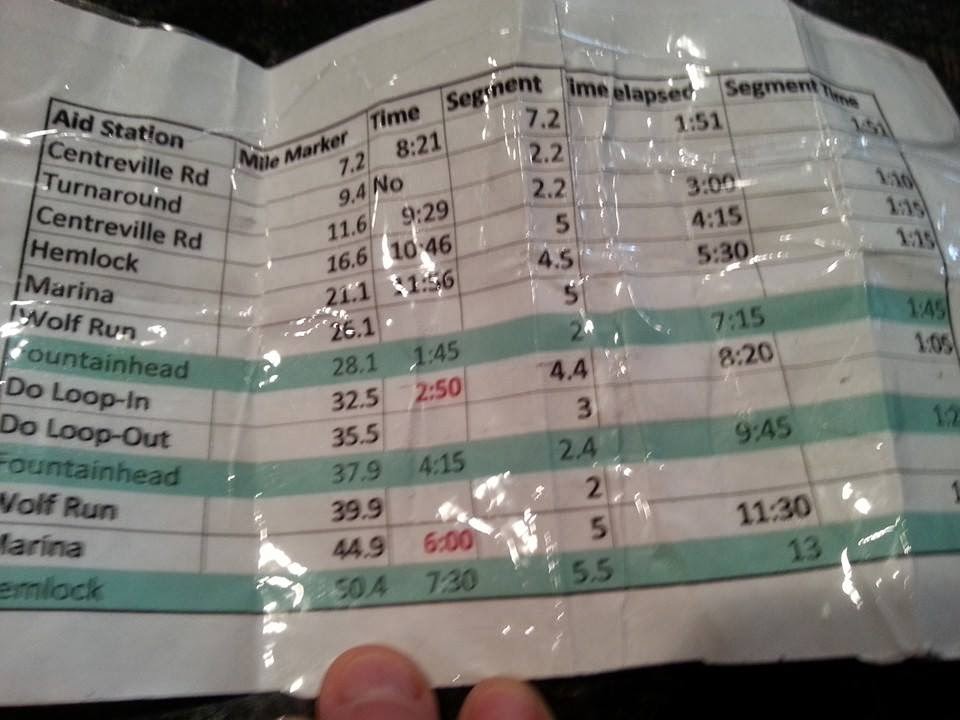 Aid Station Mile Marker Time Segment Time elapsed Segment Time
Centreville Rd 7.2 8:21 7.2 1:51 1:51
Turnaround 9.4 No 2.2
Centreville Rd 11.6 9:29 2.2 3:00 1:10
Hemlock 16.6 10:46 5 4:15 1:15
Marina 21.1 11:56 4.5 5:30 1:15
Wolf Run 26.1 5
Fountainhead 28.1 1:45 2 7:15 1:45
Do Loop-In 32.5 2:50 4.4 8:20 1:05
Do Loop-Out 35.5 3
Fountainhead 37.9 4:15 2.4 9:45 1:2
Wolf Run 39.9 2
Marina 44.9 6:00 5 11:30 1
emlock 50.4 7:30 5.5 13